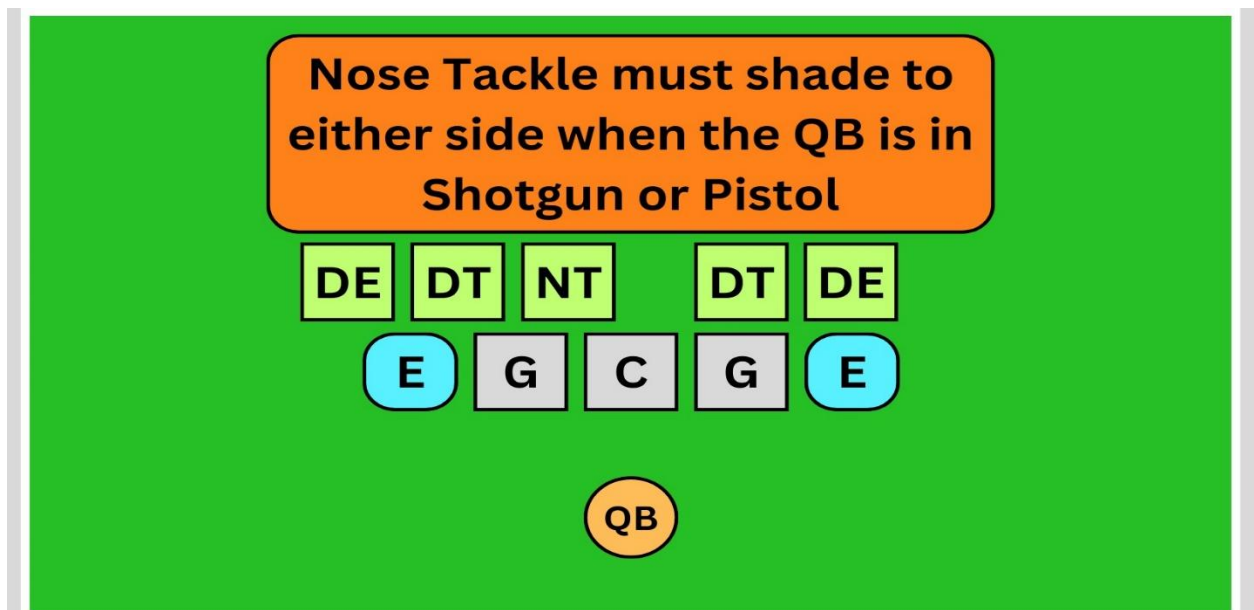 Nose Tackle must shade to
either side when the QB is in
Shotgun or Pistol
DE DT NT DT DE
E G C G E
QB